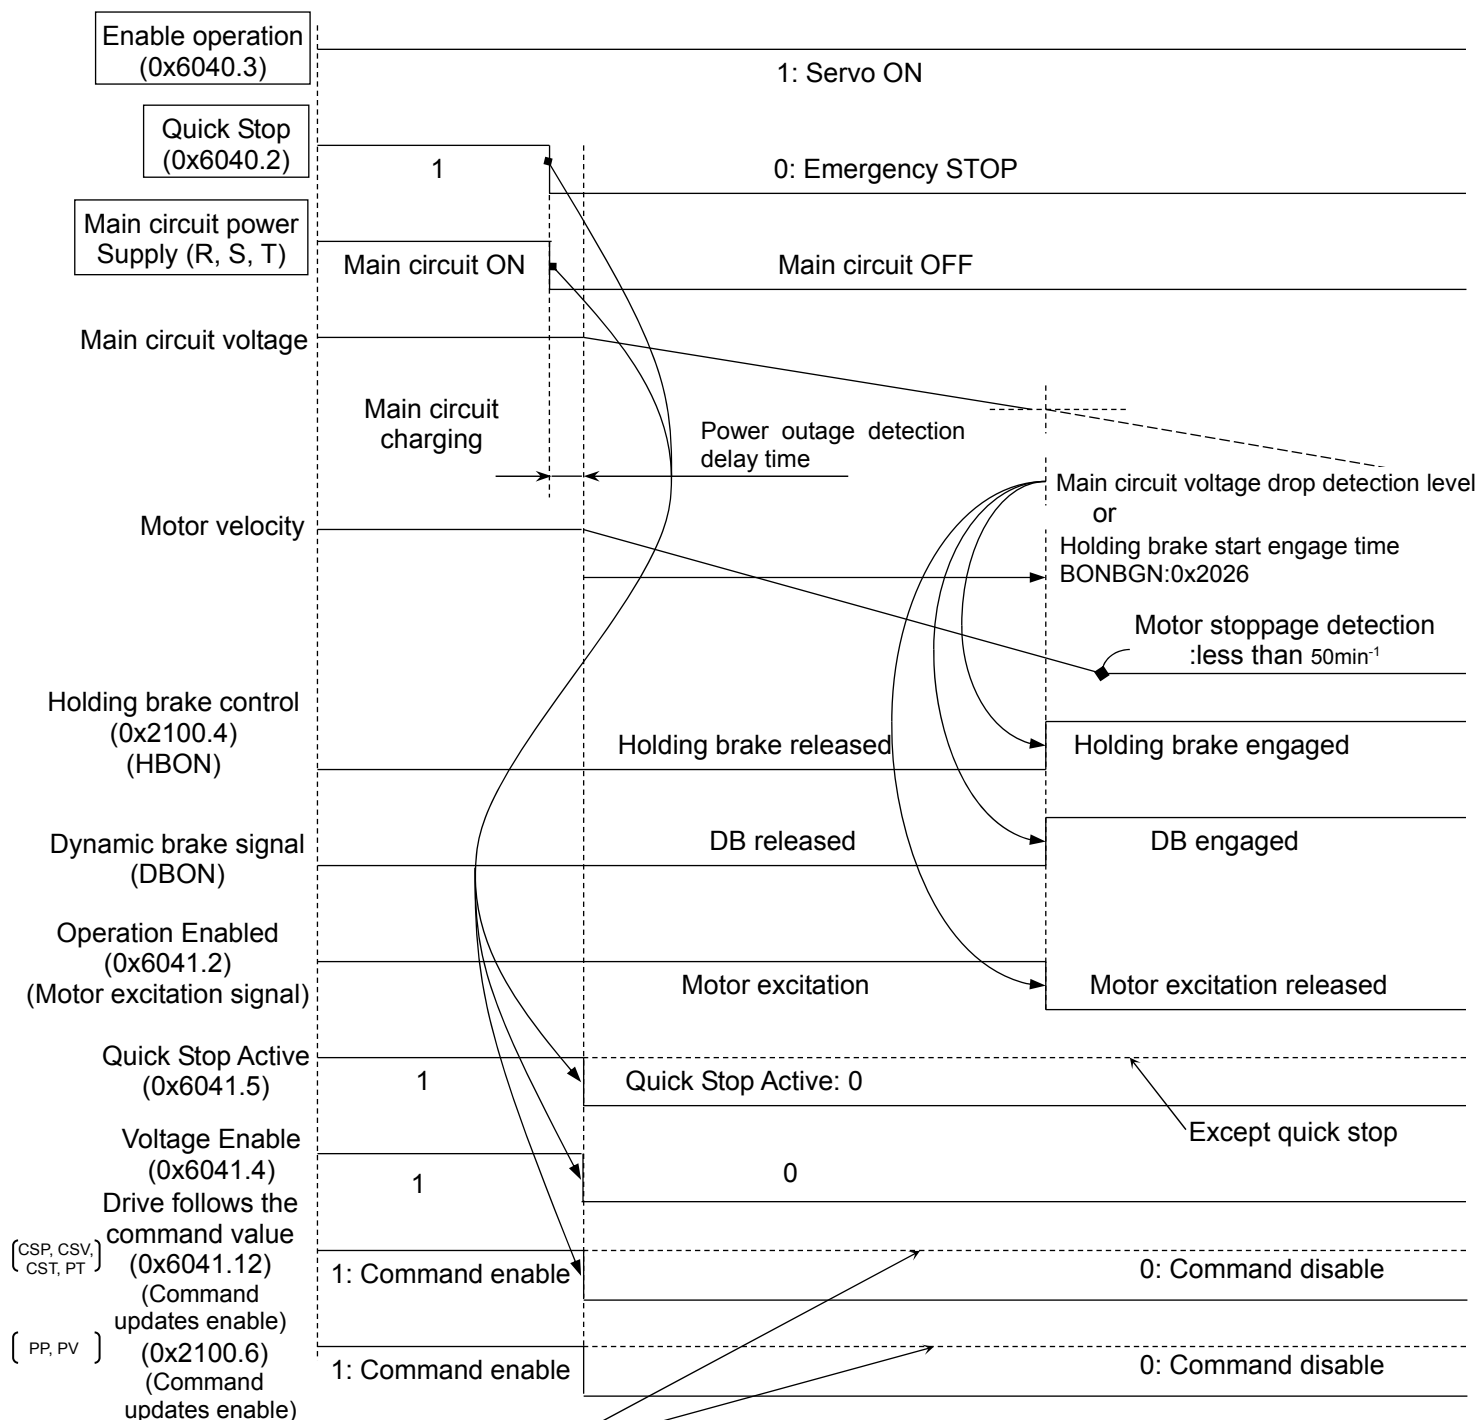 Enable operation
(0x6040.3)
1: Servo ON
Quick Stop
(0x6040.2)
1
0: Emergency STOP
Main circuit power
Supply (R, S, T)
Main circuit ON
Main circuit OFF
Main circuit voltage
Main circuit
charging
Power outage detection
delay time
Main circuit voltage drop detection level
or
Holding brake start engage time
BONBGN:0x2026
Motor velocity
Motor stoppage detection
:less than 50min-1
Holding brake control
(0x2100.4)
(HBON)
Holding brake released
Holding brake engaged
Dynamic brake signal
(DBON)
DB released
DB engaged
Operation Enabled
(0x6041.2)
(Motor excitation signal)
Motor excitation
Motor excitation released
Quick Stop Active
(0x6041.5)
1
Quick Stop Active: 0
Except quick stop
Voltage Enable
(0x6041.4)
1
0
Drive follows the
command value
(0x6041.12)
(Command
updates enable)
CSP, CSV,
CST, PT
1: Command enable
0: Command disable
PP, PV
(0x2100.6)
(Command
updates enable)
1: Command enable
0: Command disable